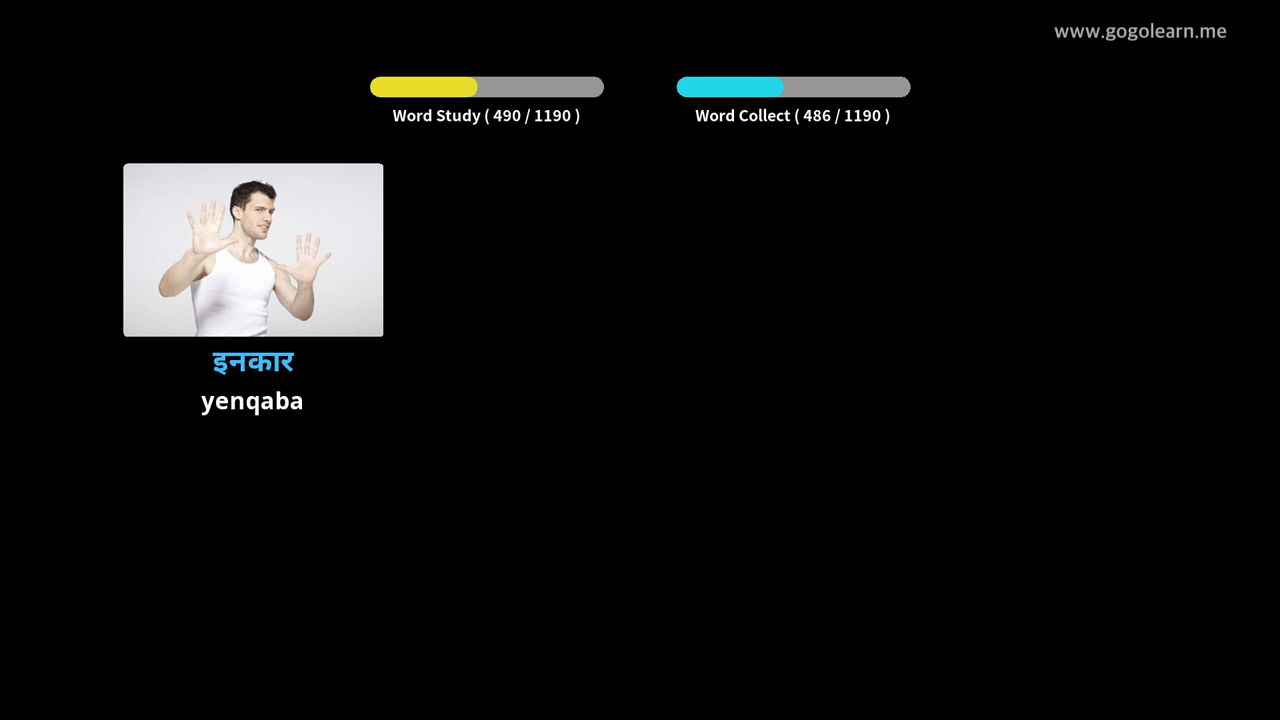 www.gogolearn.me
Word Study ( 490 / 1190 )
Word Collect ( 486 / 1190 )
इनकार
yenqaba